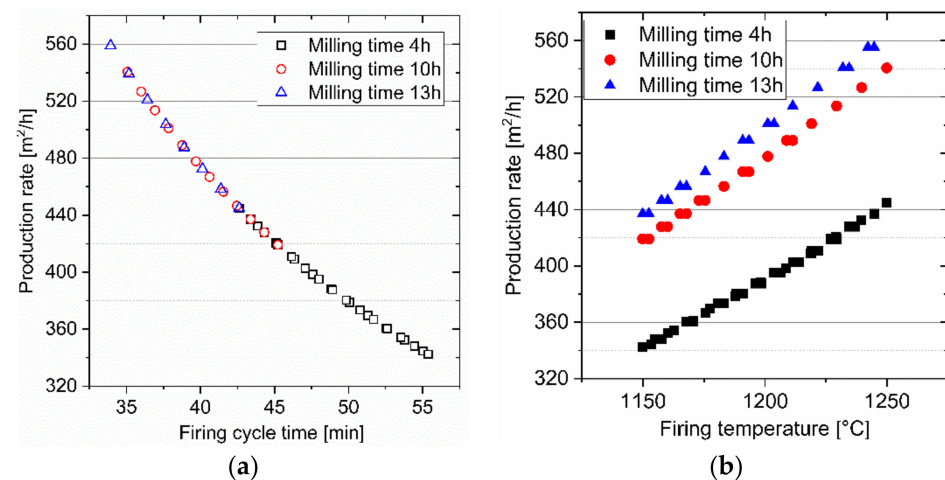 Production rate [m²/h]
560
520
480
440
400
360
320
35
40
45
50
55
Firing cycle time [min]
Milling time 4h
Milling time 10h
Milling time 13h
(a)
Production rate [m²/h]
560
520
480
440
400
360
320
1150
1200
1250
Firing temperature [°C]
Milling time 4h
Milling time 10h
Milling time 13h
(b)